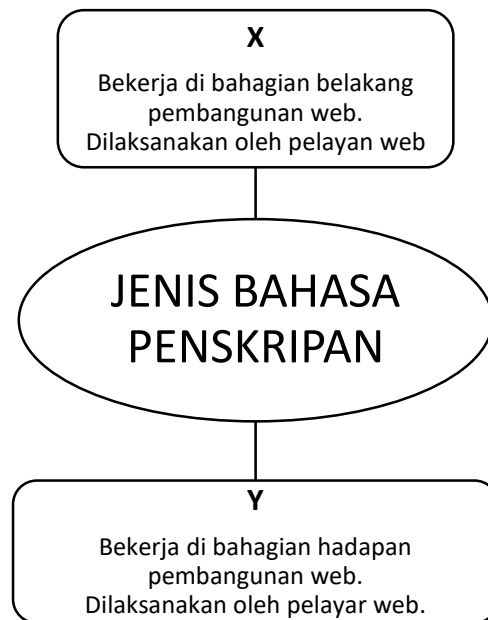 X
Bekerja di bahagian belakang
pembangunan web.
Dilaksanakan oleh pelayan web
JENIS BAHASA
PENSKRIPAN
Y
Bekerja di bahagian hadapan
pembangunan web.
Dilaksanakan oleh pelayar web.